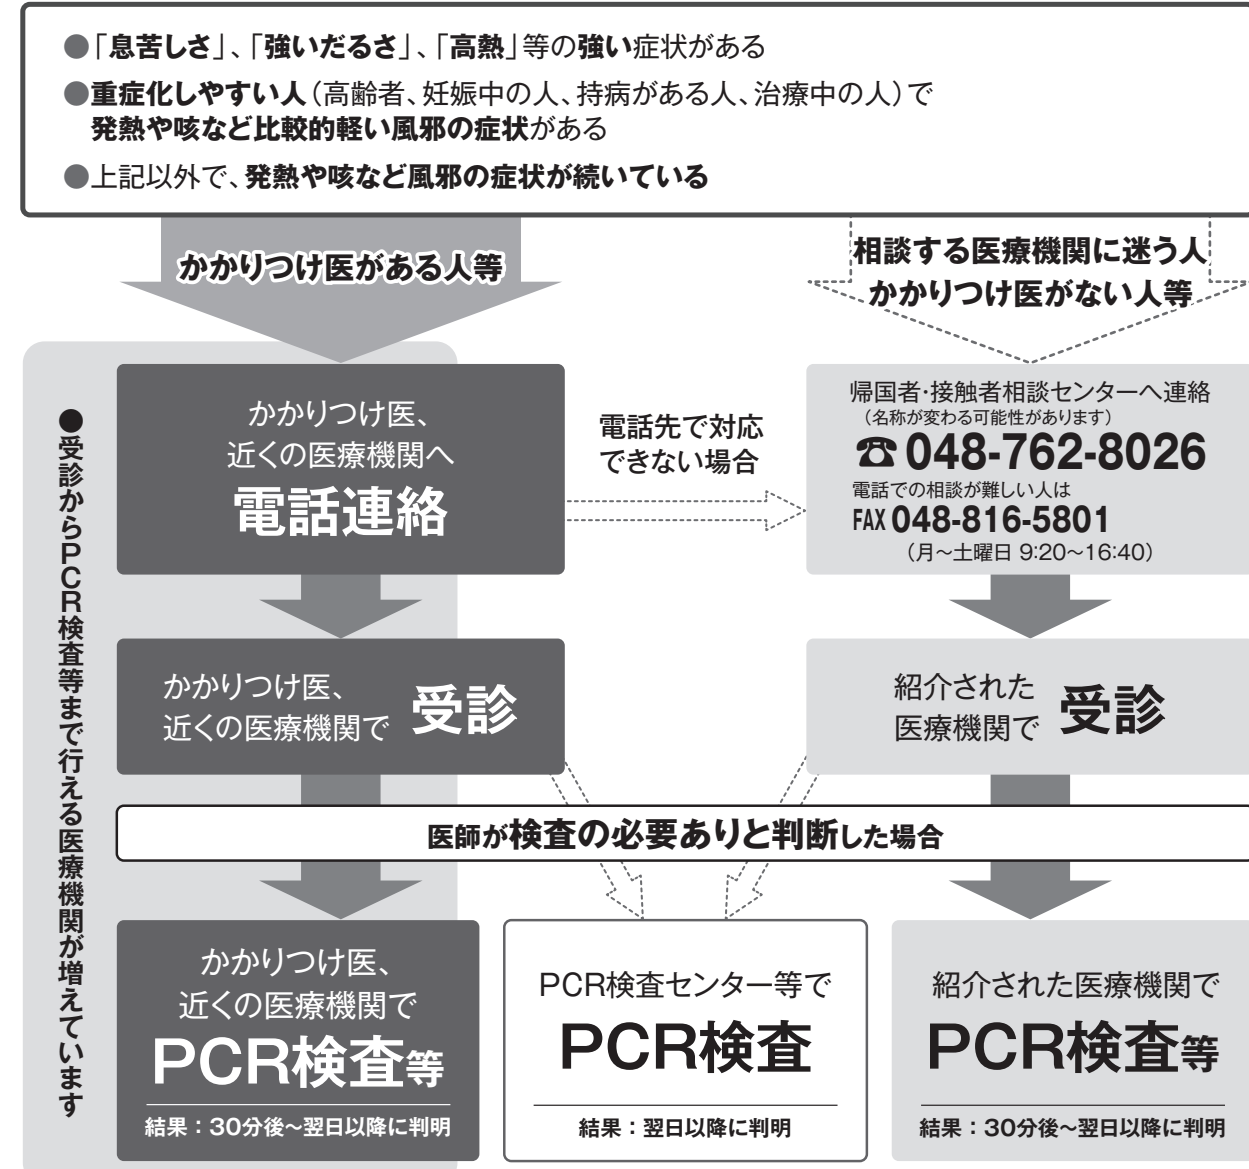 ●「息苦しさ」、「強いだるさ」、「高熱」等の強い症状がある
●重症化しやすい人(高齢者、妊娠中の人、持病がある人、治療中の人)で
発熱や咳など比較的軽い風邪の症状がある
●上記以外で、発熱や咳など風邪の症状が続いている
かかりつけ医がある人等
相談する医療機関に迷う人
かかりつけ医がない人等
●受診からPCR検査等まで行える医療機関が増えています
かかりつけ医、
近くの医療機関へ
電話連絡
電話先で対応
できない場合
帰国者・接触者相談センターへ連絡
(名称が変わる可能性があります)
☎048-762-8026
電話での相談が難しい人は
FAX 048-816-5801
(月~土曜日 9:20~16:40)
かかりつけ医、
近くの医療機関で
受診
紹介された
医療機関で
受診
医師が検査の必要ありと判断した場合
かかりつけ医、
近くの医療機関で
PCR検査等
結果:30分後~翌日以降に判明
PCR検査センター等で
PCR検査
結果:翌日以降に判明
紹介された医療機関で
PCR検査等
結果:30分後~翌日以降に判明